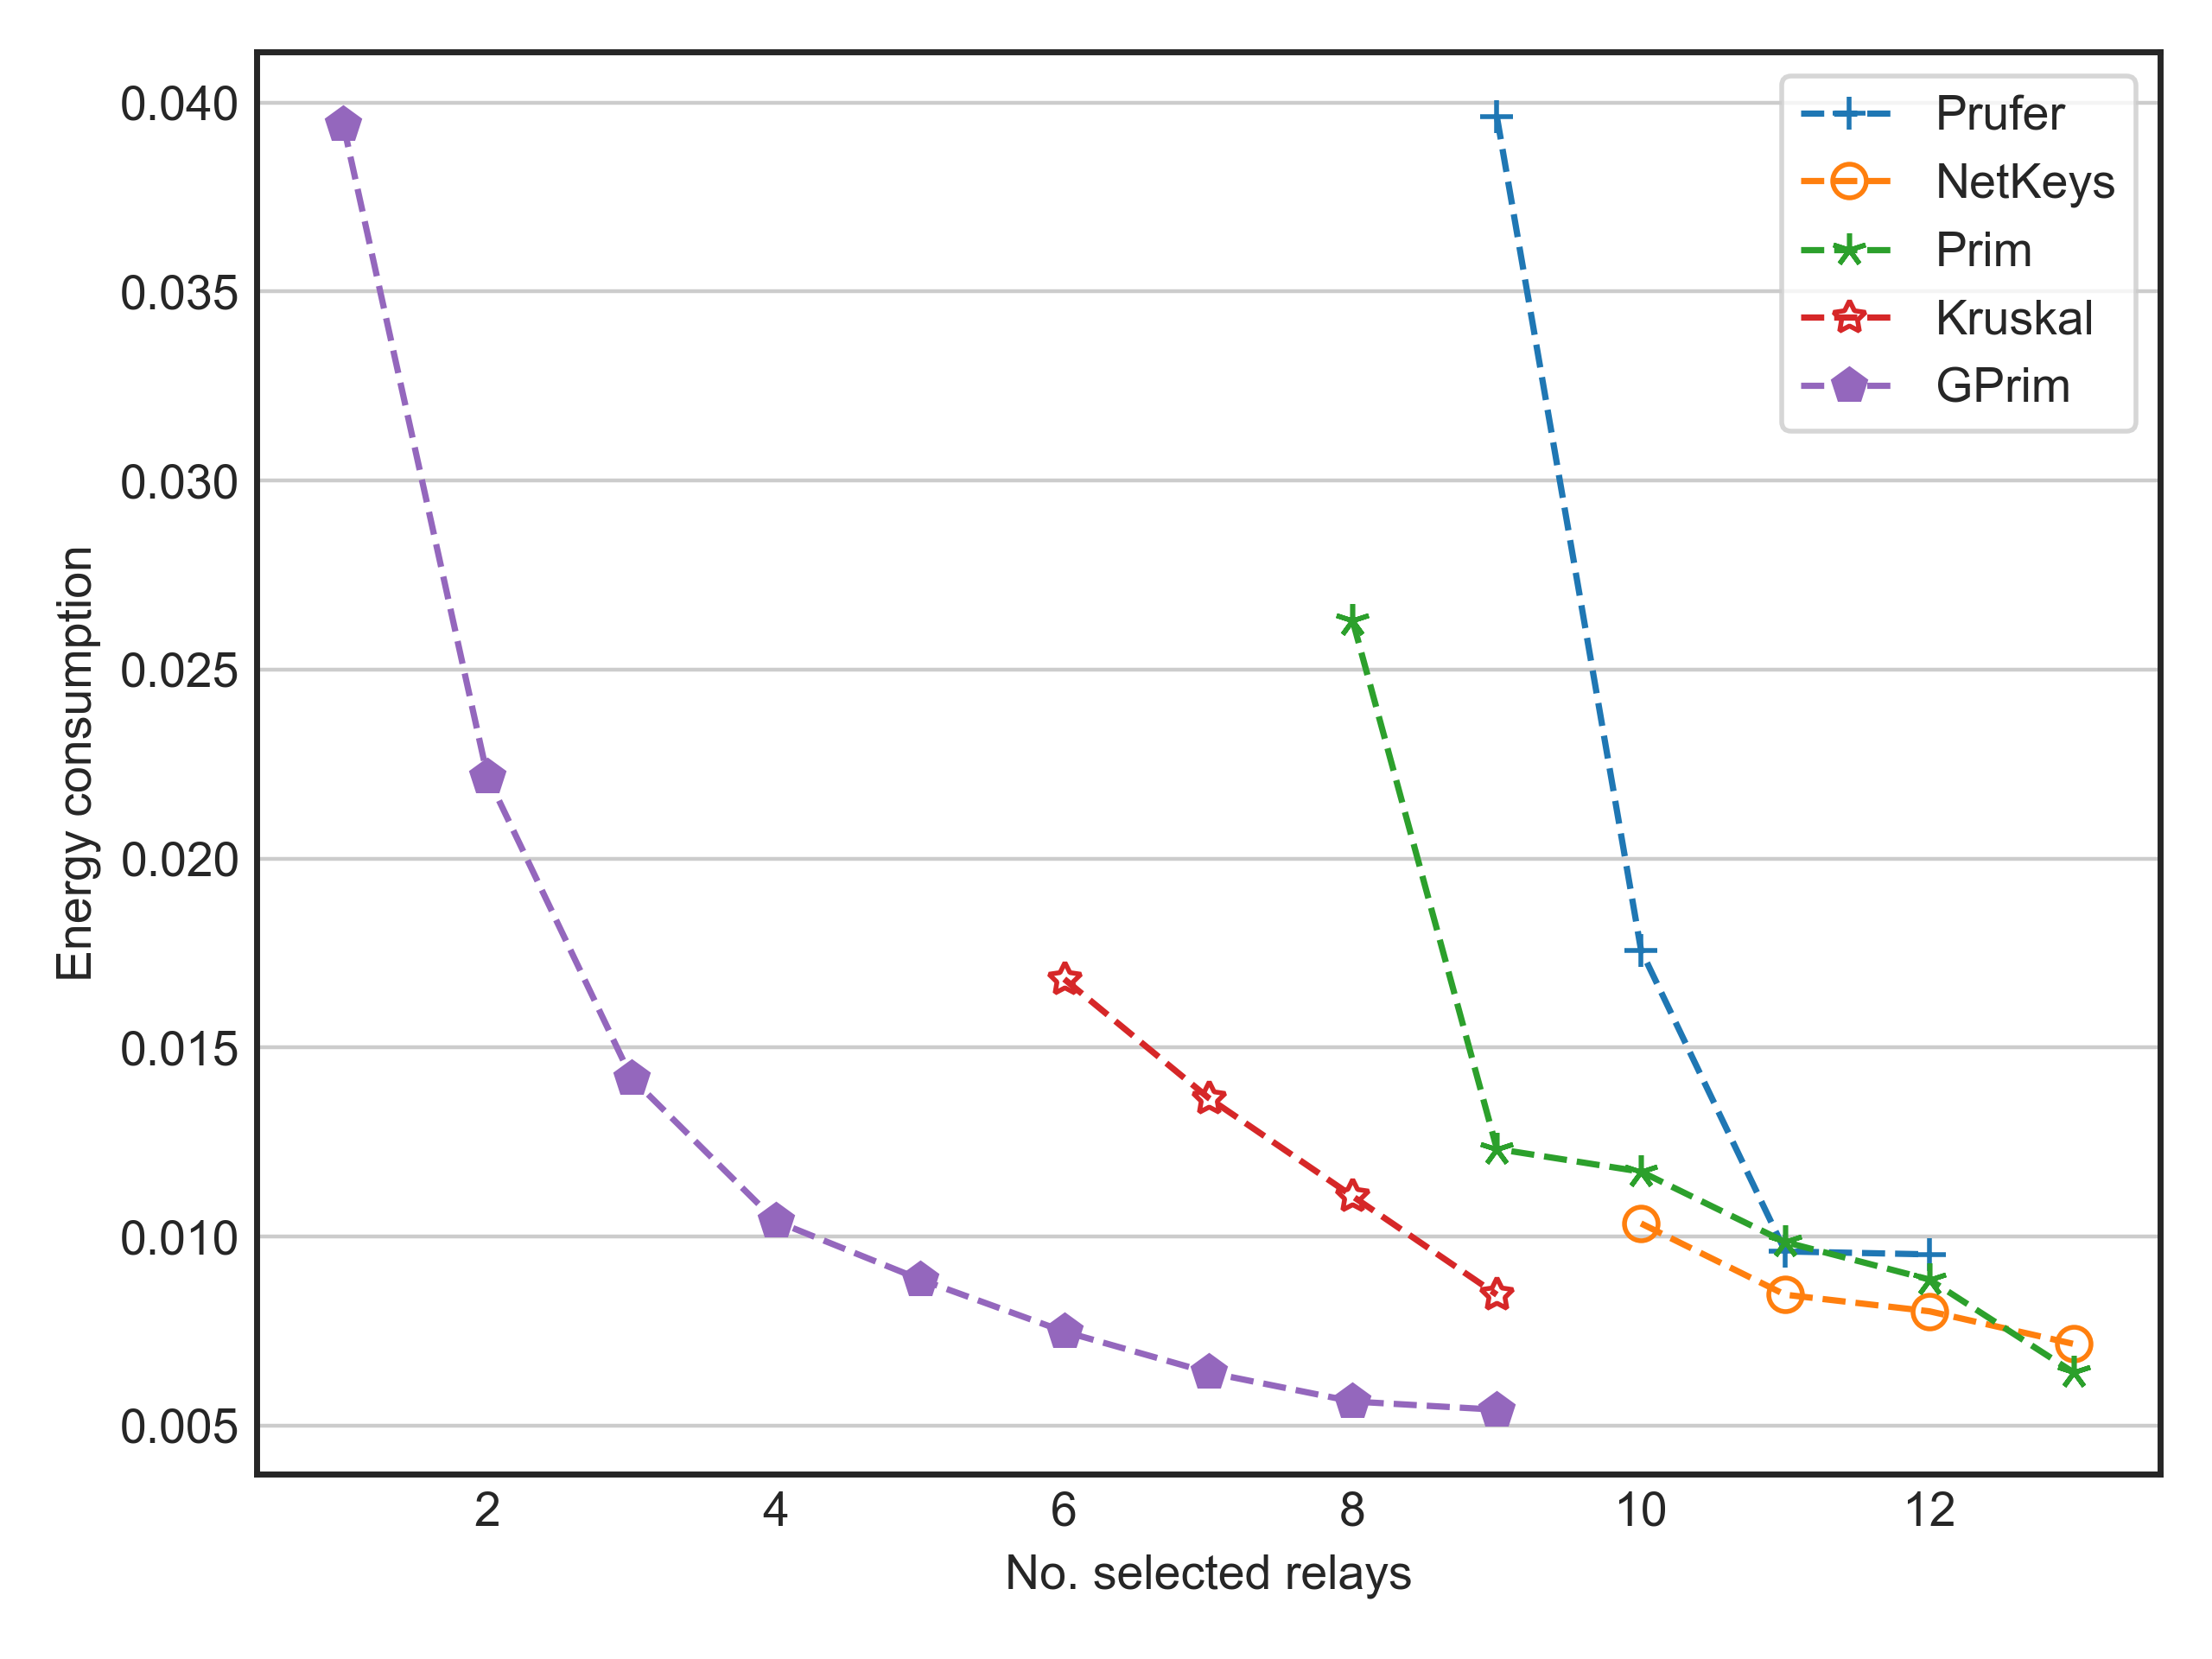 0.040
0.035
0.030
0.025
0.020
0.015
0.010
0.005
Energy consumption
2 4 6 8 10 12
No. selected relays
Prufer
NetKeys
Prim
Kruskal
GPrim